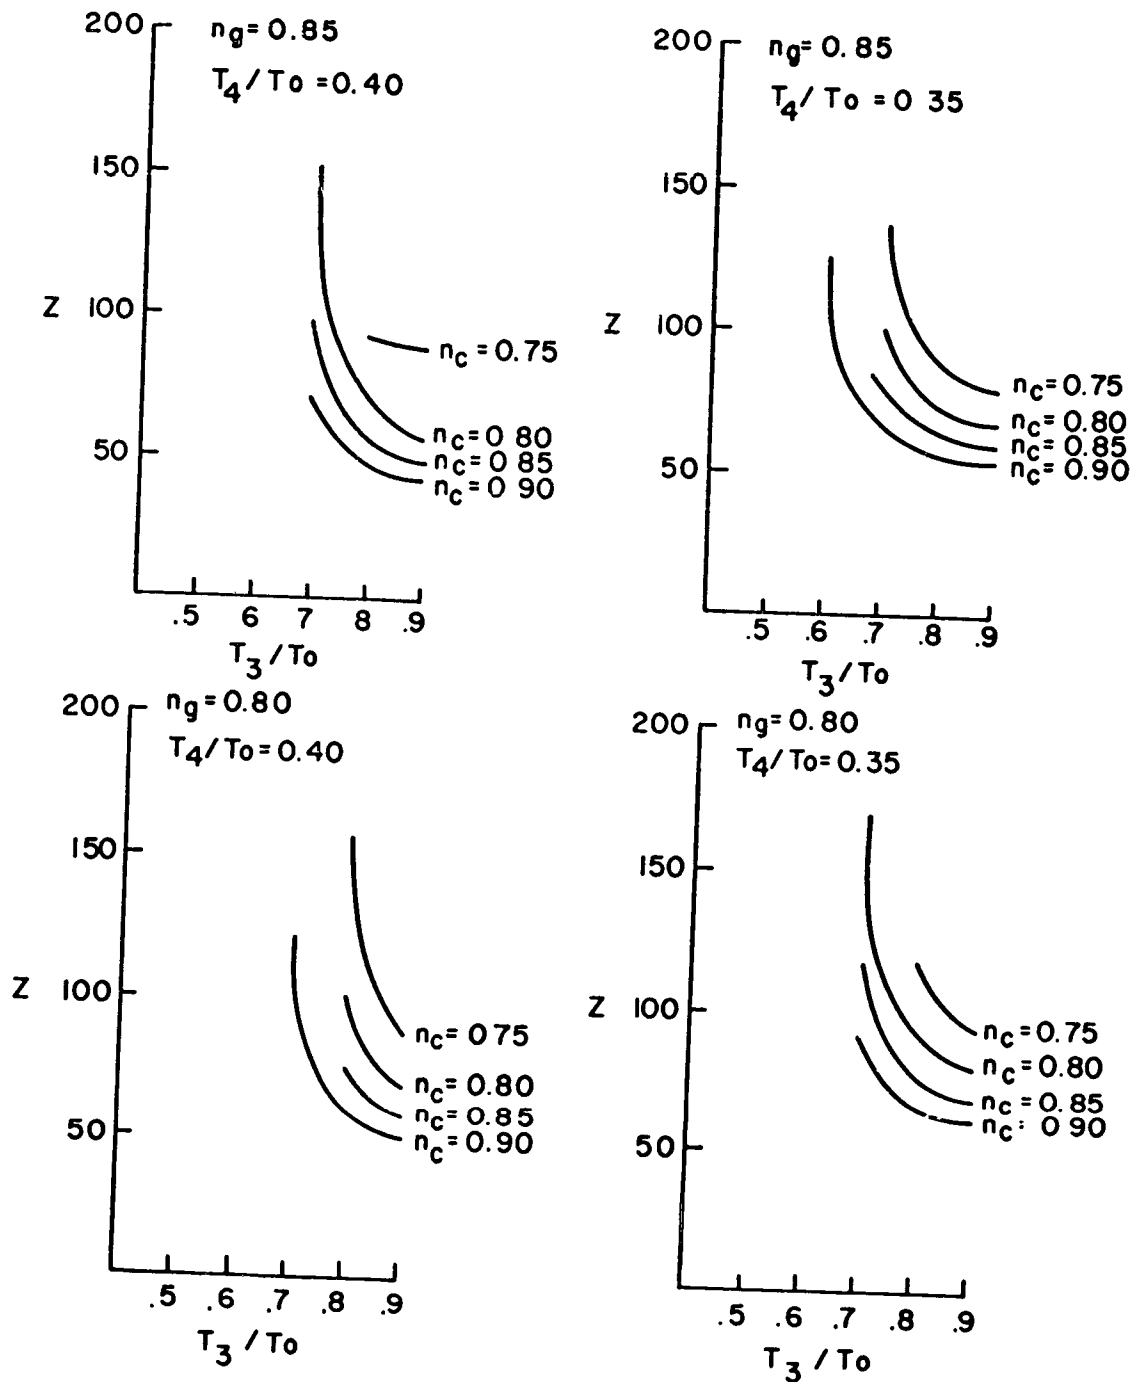 200
ng = 0.85
T4 / To = 0.40
150
Z 100
50
nc = 0.75
nc = 0 80
nc = 0 85
nc = 0 90
.5 .6 7 8 .9
T3 / To
200
ng = 0.85
T4 / To = 0 35
150
Z 100
50
nc = 0.75
nc = 0.80
nc = 0.85
nc = 0.90
.5 .6 .7 .8 .9
T3 / To
200
ng = 0.80
T4 / To = 0.40
150
Z 100
50
nc = 0 75
nc = 0.80
nc = 0.85
nc = 0.90
.5 .6 .7 .8 .9
T3 / To
200
ng = 0.80
T4 / To = 0.35
150
Z 100
50
nc = 0.75
nc = 0.80
nc = 0.85
nc : 0 90
.5 .6 .7 .8 .9
T3 / To